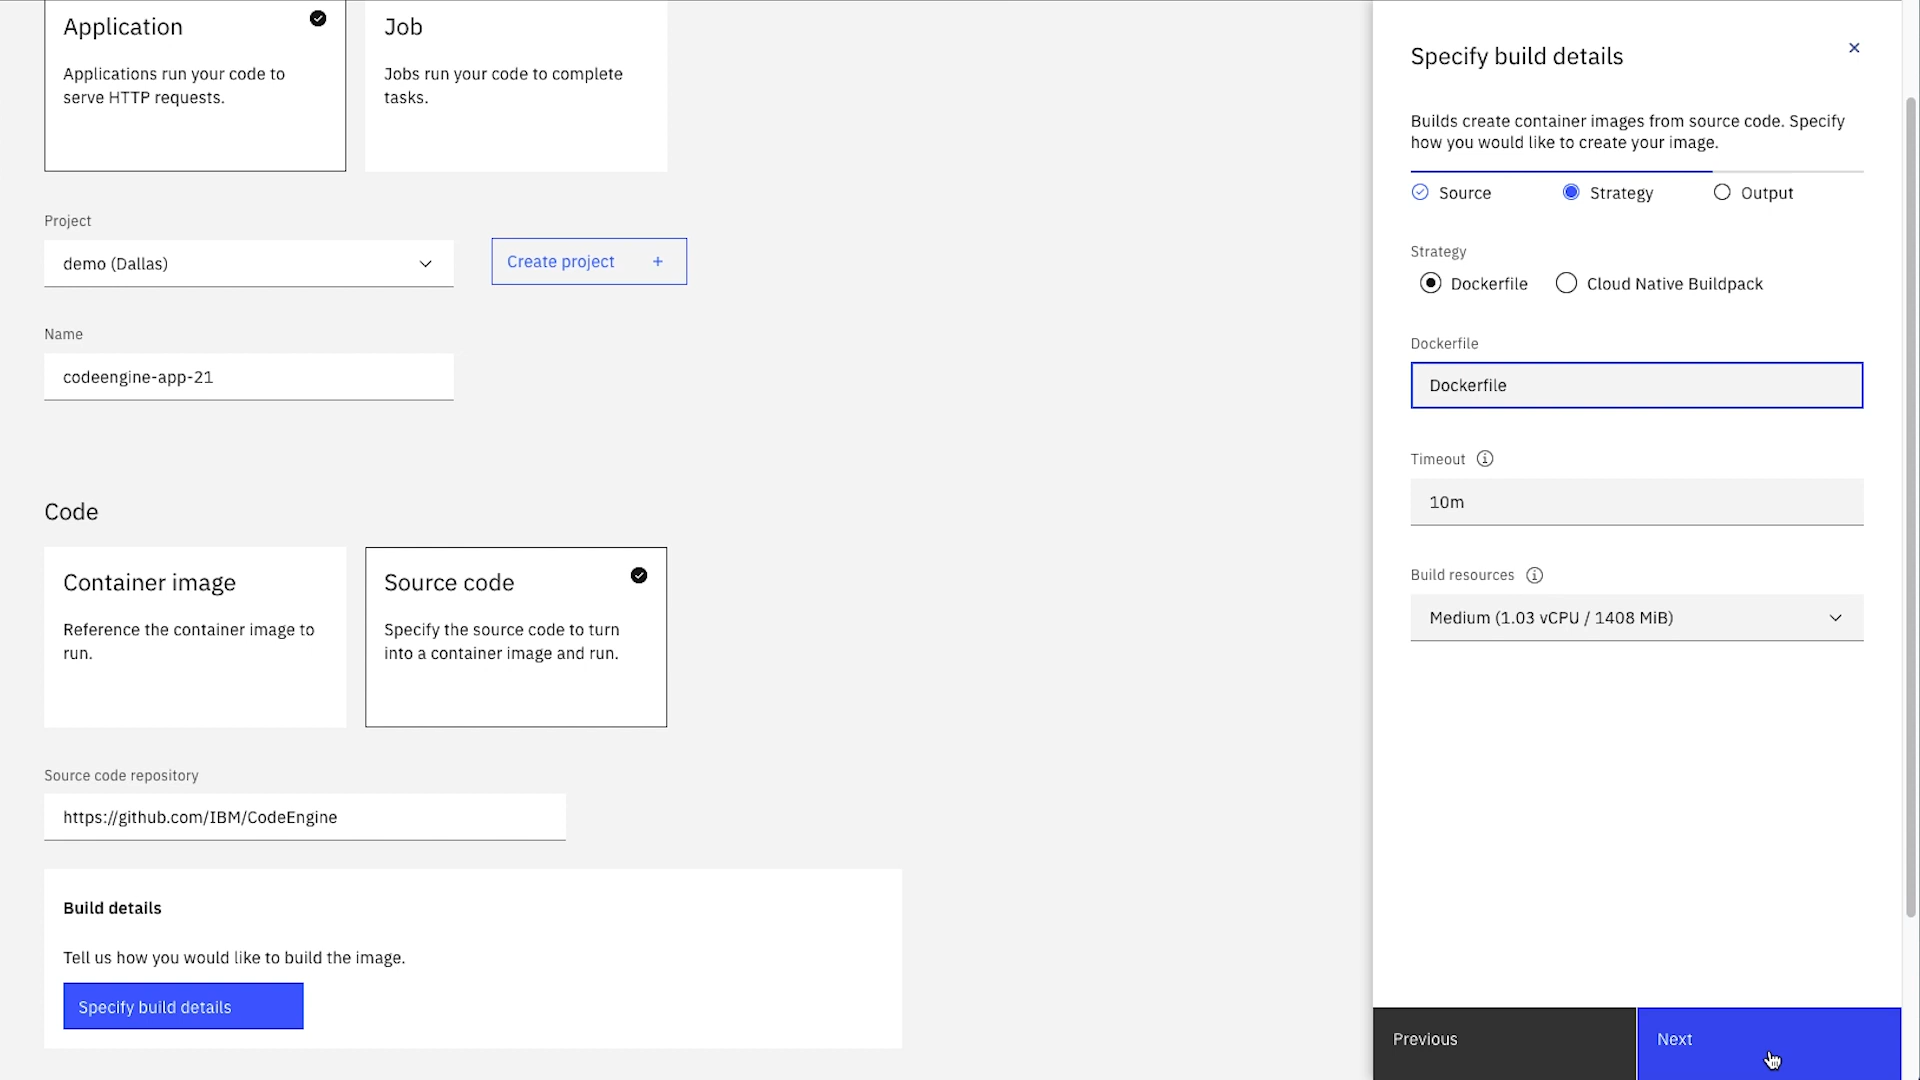 Application
Applications run your code to
serve HTTP requests.
Job
Jobs run your code to complete
tasks.
Project
demo (Dallas)
Create project +
Name
codeengine-app-21
Code
Container image
Reference the container image to
run.
Source code
Specify the source code to turn
into a container image and run.
Source code repository
https://github.com/IBM/CodeEngine
Build details
Tell us how you would like to build the image.
Specify build details
Specify build details
Builds create container images from source code. Specify
how you would like to create your image.
Source
Strategy
Output
Strategy
Dockerfile
Cloud Native Buildpack
Dockerfile
Dockerfile
Timeout
10m
Build resources
Medium (1.03 vCPU / 1408 MiB)
Previous
Next